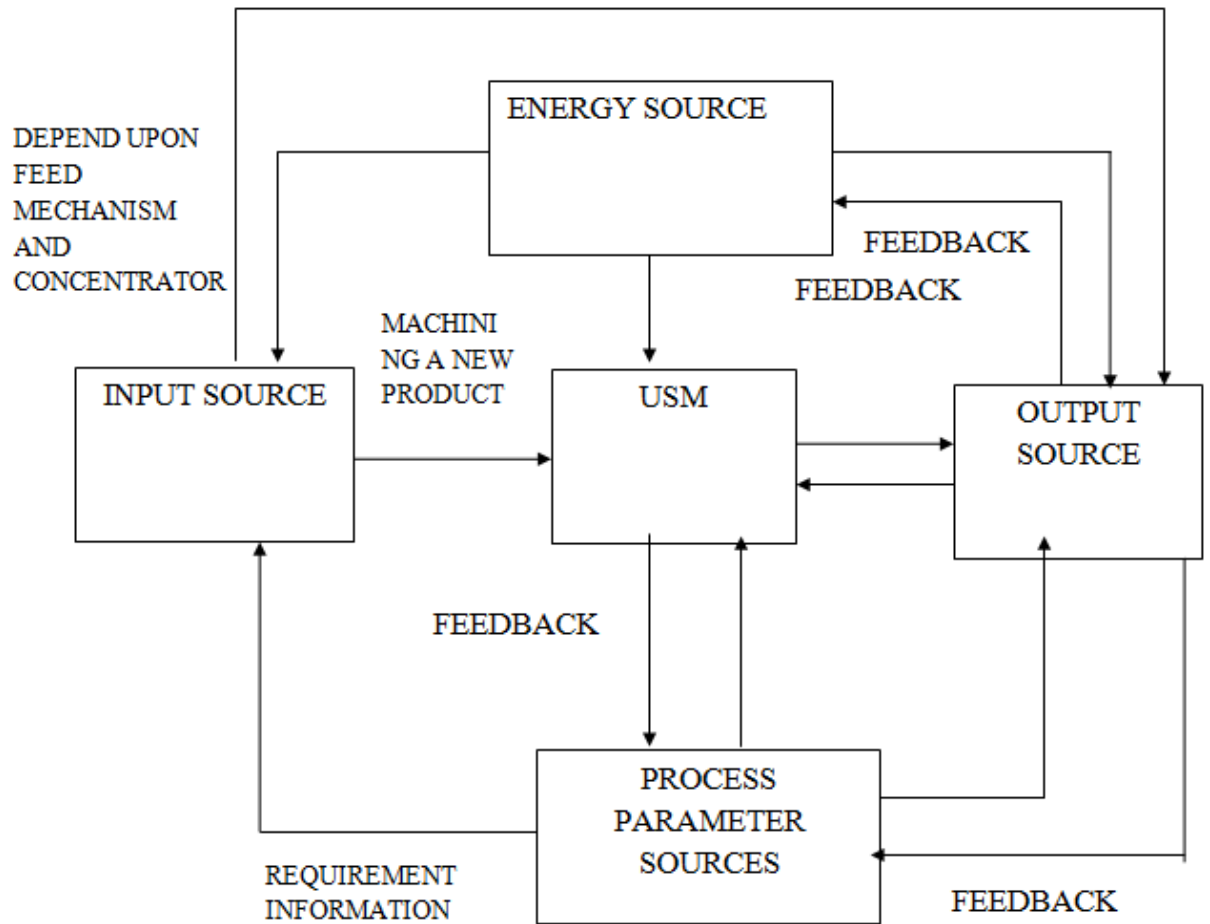 ENERGY SOURCE
DEPEND UPON
FEED
MECHANISM
AND
CONCENTRATOR
FEEDBACK
FEEDBACK
MACHINI
NG A NEW
PRODUCT
INPUT SOURCE
USM
OUTPUT
SOURCE
FEEDBACK
PROCESS
PARAMETER
SOURCES
REQUIREMENT
INFORMATION
FEEDBACK